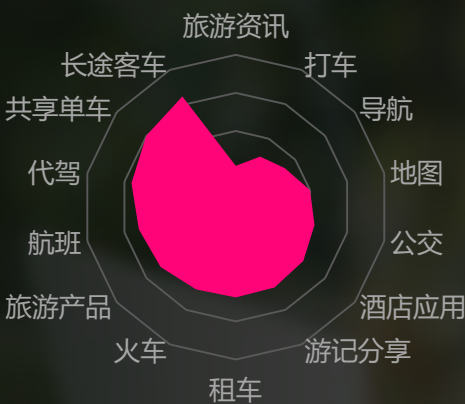 旅游资讯
长途客车
打车
共享单车
导航
代驾
地图
航班
公交
旅游产品
酒店应用
火车
游记分享
租车